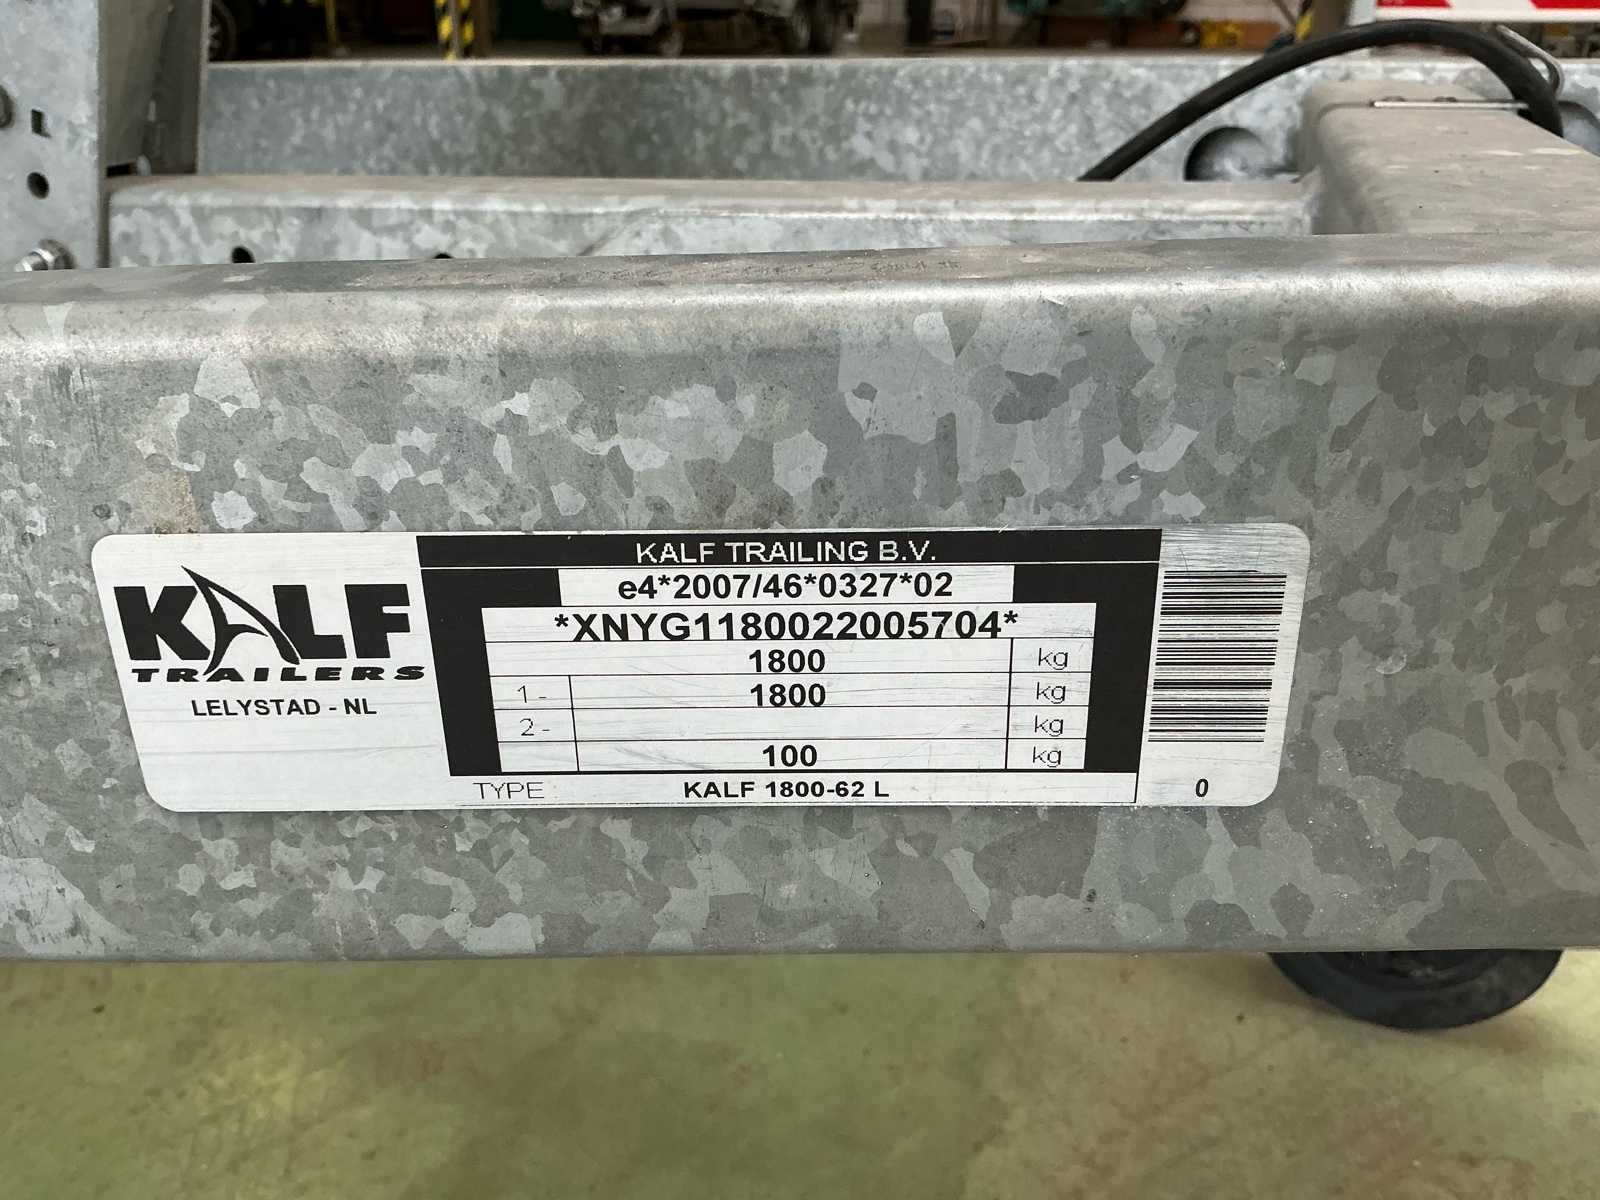 KALF TRAILING B.V.
KALF
TRAILERS
LELYSTAD - NL
e4*2007/46*0327*02
*XNYG1180022005704*
1800 kg
1 - 1800 kg
2 - kg
100 kg
TYPE KALF 1800-62 L
0